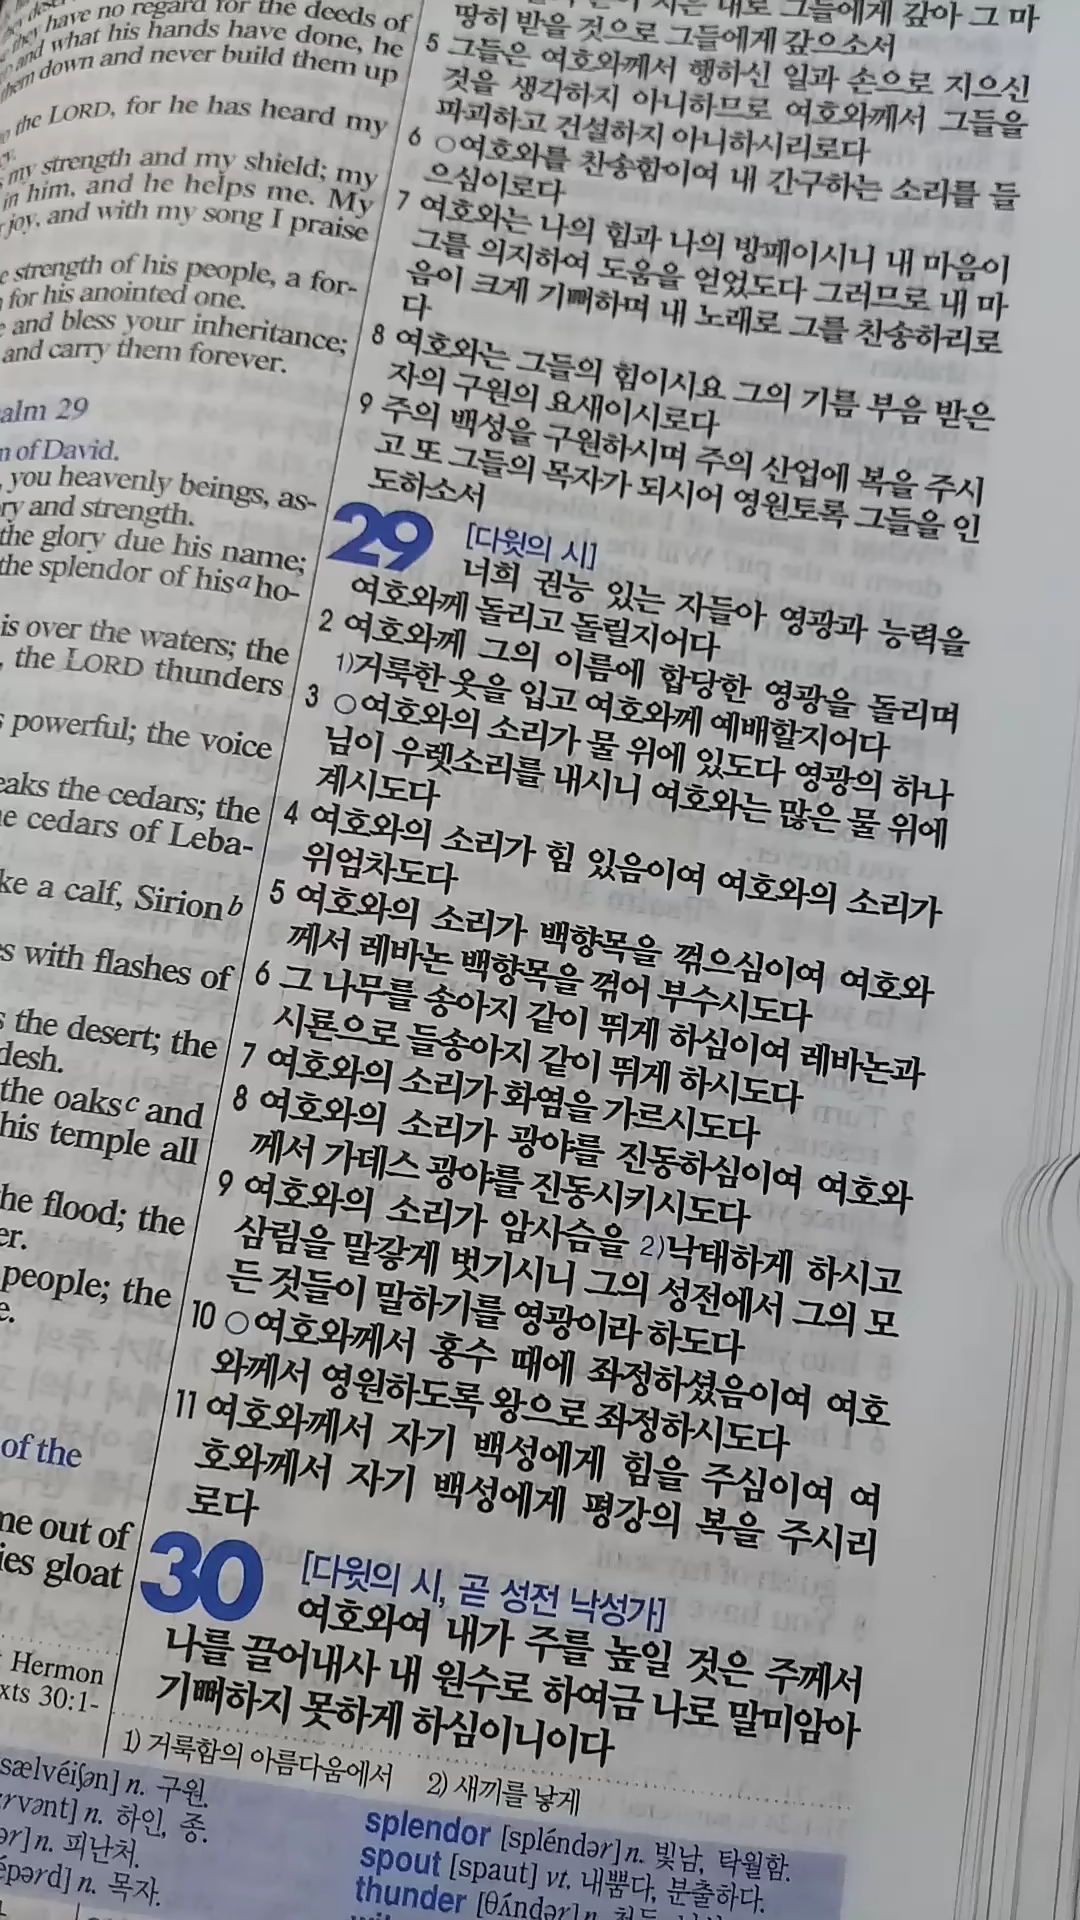 have no regard for the deeds of
and what his hands have done, he
them down and never build them up
the LORD, for he has heard my
my strength and my shield; my
in him, and he helps me. My
joy, and with my song I praise
strength of his people, a for-
for his anointed one.
and bless your inheritance;
and carry them forever.
alm 29
of David.
you heavenly beings, as-
ry and strength.
the glory due his name;
the splendor of his a ho-
is over the waters; the
, the LORD thunders
powerful; the voice
eaks the cedars; the
e cedars of Leba-
ke a calf, Sirion b
s with flashes of
the desert; the
desh.
the oaks c and
his temple all
he flood; the
er.
people; the
e.
of the
me out of
ies gloat
Hermon
xts 30:1-
땅히 받을 것으로 그들에게 갚으소서
5 그들은 여호와께서 행하신 일과 손으로 지으신
것을 생각하지 아니하므로 여호와께서 그들을
파괴하고 건설하지 아니하시리로다
6 ○여호와를 찬송함이여 내 간구하는 소리를 들
으심이로다
7 여호와는 나의 힘과 나의 방패이시니 내 마음이
그를 의지하여 도움을 얻었도다 그러므로 내 마
음이 크게 기뻐하며 내 노래로 그를 찬송하리로
다
8 여호와는 그들의 힘이시요 그의 기름 부음 받은
자의 구원의 요새이시로다
9 주의 백성을 구원하시며 주의 산업에 복을 주시
고 또 그들의 목자가 되시어 영원토록 그들을 인
도하소서
29 [다윗의 시]
너희 권능 있는 자들아 영광과 능력을
여호와께 돌리고 돌릴지어다
2 여호와께 그의 이름에 합당한 영광을 돌리며
1)거룩한 옷을 입고 여호와께 예배할지어다
3 ○여호와의 소리가 물 위에 있도다 영광의 하나
님이 우렛소리를 내시니 여호와는 많은 물 위에
계시도다
4 여호와의 소리가 힘 있음이여 여호와의 소리가
위엄차도다
5 여호와의 소리가 백향목을 꺾으심이여 여호와
께서 레바논 백향목을 꺾어 부수시도다
6 그 나무를 송아지 같이 뛰게 하심이여 레바논과
시룐으로 들송아지 같이 뛰게 하시도다
7 여호와의 소리가 화염을 가르시도다
8 여호와의 소리가 광야를 진동하심이여 여호와
께서 가데스 광야를 진동시키시도다
9 여호와의 소리가 암사슴을 2)낙태하게 하시고
삼림을 말갛게 벗기시니 그의 성전에서 그의 모
든 것들이 말하기를 영광이라 하도다
10 ○여호와께서 홍수 때에 좌정하셨음이여 여호
와께서 영원하도록 왕으로 좌정하시도다
11 여호와께서 자기 백성에게 힘을 주심이여 여
호와께서 자기 백성에게 평강의 복을 주시리
로다
30 [다윗의 시, 곧 성전 낙성가]
여호와여 내가 주를 높일 것은 주께서
나를 끌어내사 내 원수로 하여금 나로 말미암아
기뻐하지 못하게 하심이니이다
1) 거룩함의 아름다움에서 2) 새끼를 낳게
sælvéiʃən] n. 구원.
ərvənt] n. 하인, 종.
ər] n. 피난처.
épərd] n. 목자.
splendor [spléndər] n. 빛남, 탁월함.
spout [spaut] vt. 내뿜다, 분출하다.
thunder [θʌ́ndər] n.